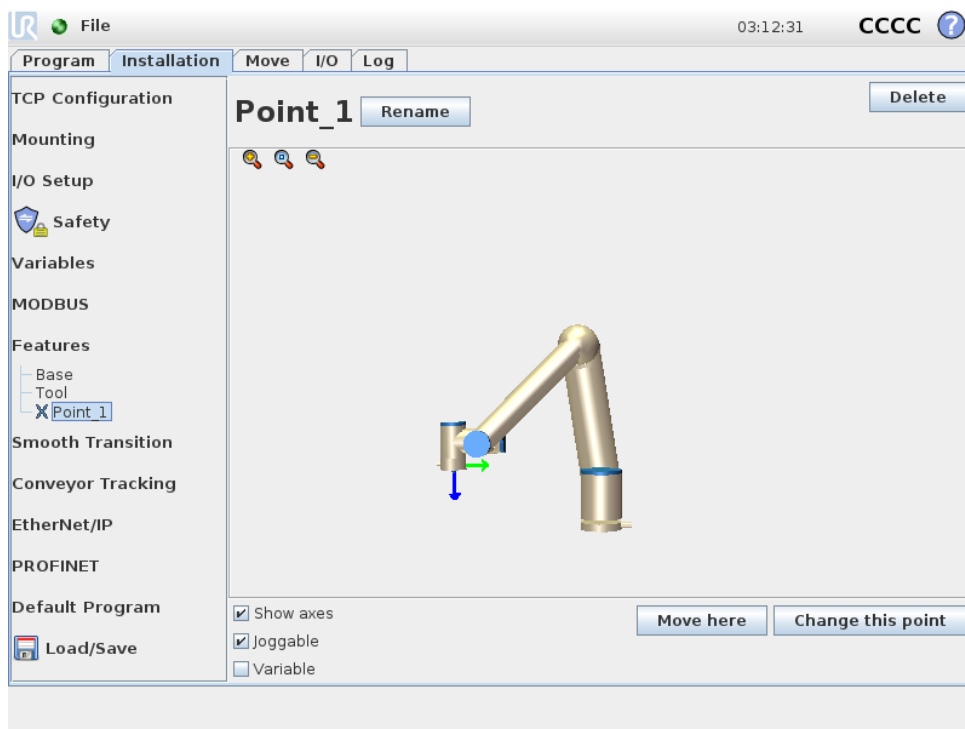 UR File 03:12:31 CCCC ?
Program Installation Move I/O Log
TCP Configuration
Mounting
I/O Setup
Safety
Variables
MODBUS
Features
Base
Tool
Point_1
Smooth Transition
Conveyor Tracking
EtherNet/IP
PROFINET
Default Program
Load/Save
Point_1 Rename Delete
Show axes
Joggable
Variable
Move here Change this point